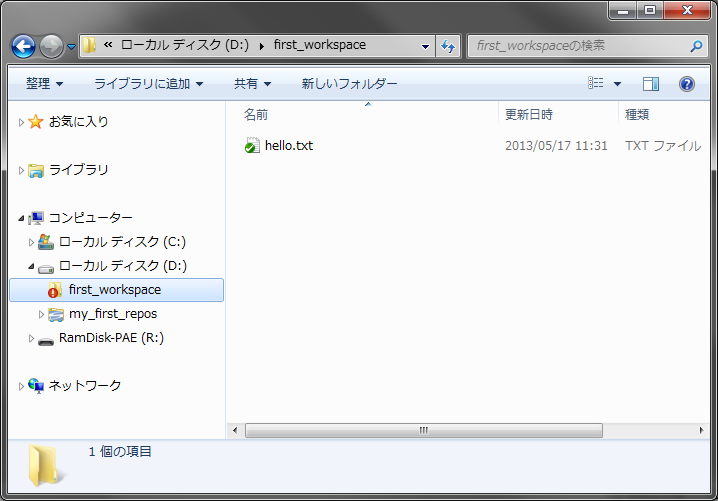 « ローカル ディスク (D:) first_workspace
first_workspaceの検索
整理 ライブラリに追加 共有 新しいフォルダー
名前 更新日時 種類
hello.txt 2013/05/17 11:31 TXT ファイル
お気に入り
ライブラリ
コンピューター
ローカル ディスク (C:)
ローカル ディスク (D:)
first_workspace
my_first_repos
RamDisk-PAE (R:)
ネットワーク
1 個の項目